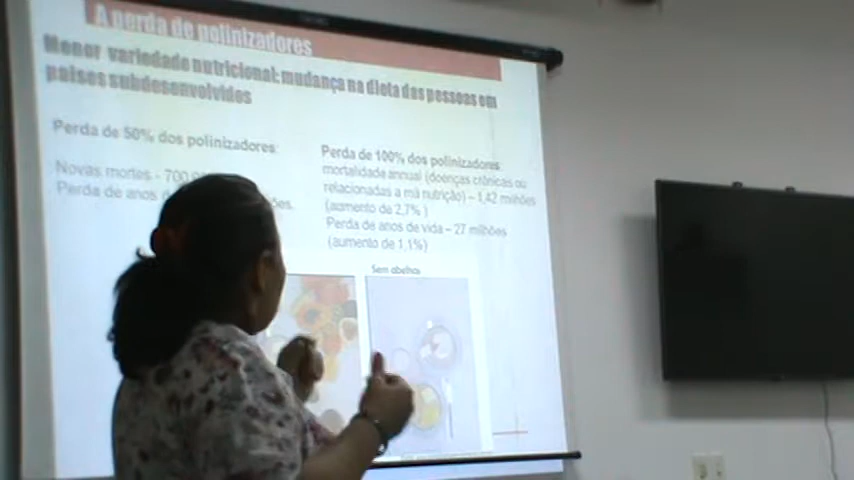 A perda de polinizadores
Menor variedade nutricional: mudança na dieta das pessoas em
países subdesenvolvidos
Perda de 50% dos polinizadores:
Novas mortes - 700.0
Perda de anos d
Perda de 100% dos polinizadores
mortalidade annual (doenças crônicas ou
relacionadas a má nutrição) – 1,42 milhões
(aumento de 2,7% )
Perda de anos de vida – 27 milhões
(aumento de 1,1%)
Sem abelhas